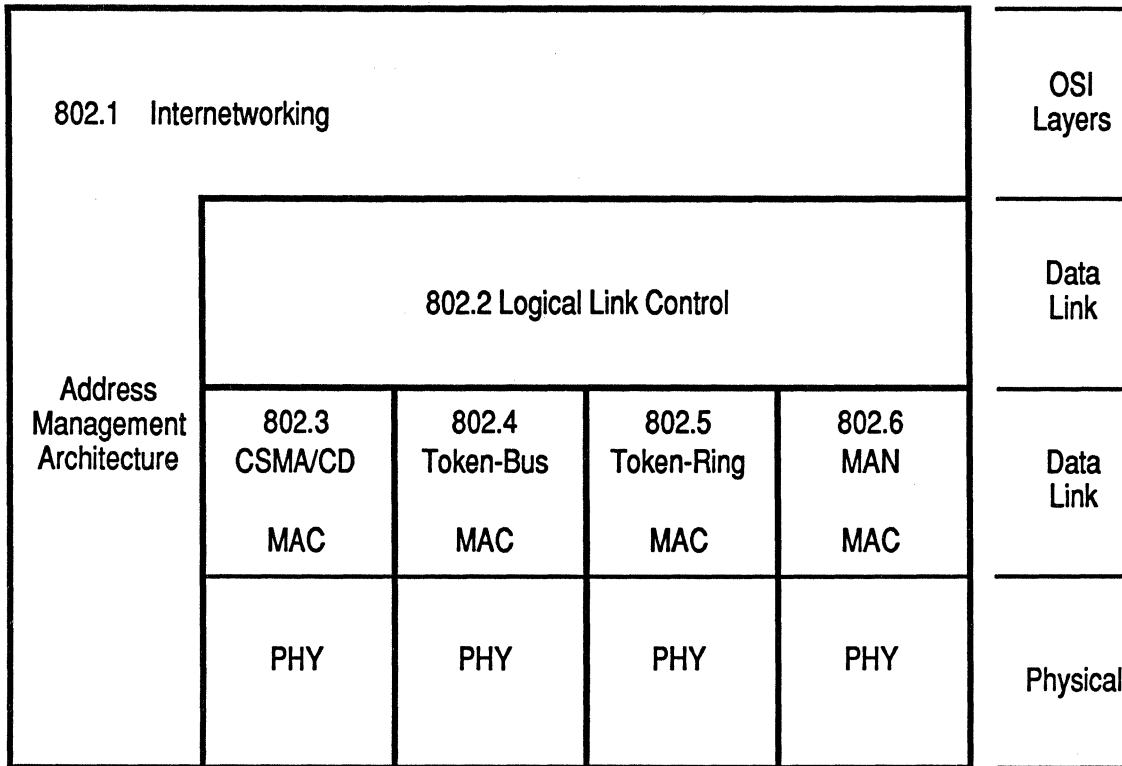 802.1 Internetworking
OSI
Layers
802.2 Logical Link Control
Data
Link
Address
Management
Architecture
802.3
CSMA/CD
MAC
802.4
Token-Bus
MAC
802.5
Token-Ring
MAC
802.6
MAN
MAC
Data
Link
PHY
PHY
PHY
PHY
Physical